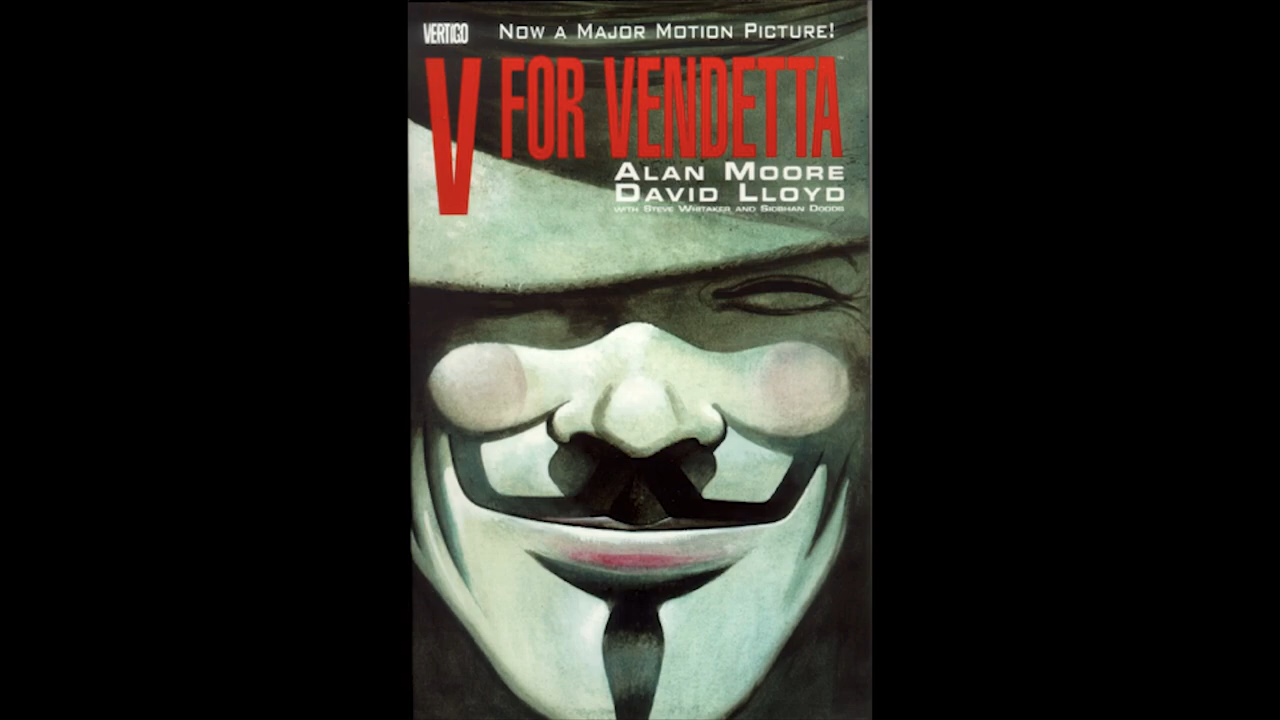 VERTIGO
NOW A MAJOR MOTION PICTURE!
V FOR VENDETTA
ALAN MOORE
DAVID LLOYD
WITH STEVE WHITAKER AND SIOBHAN DODDS